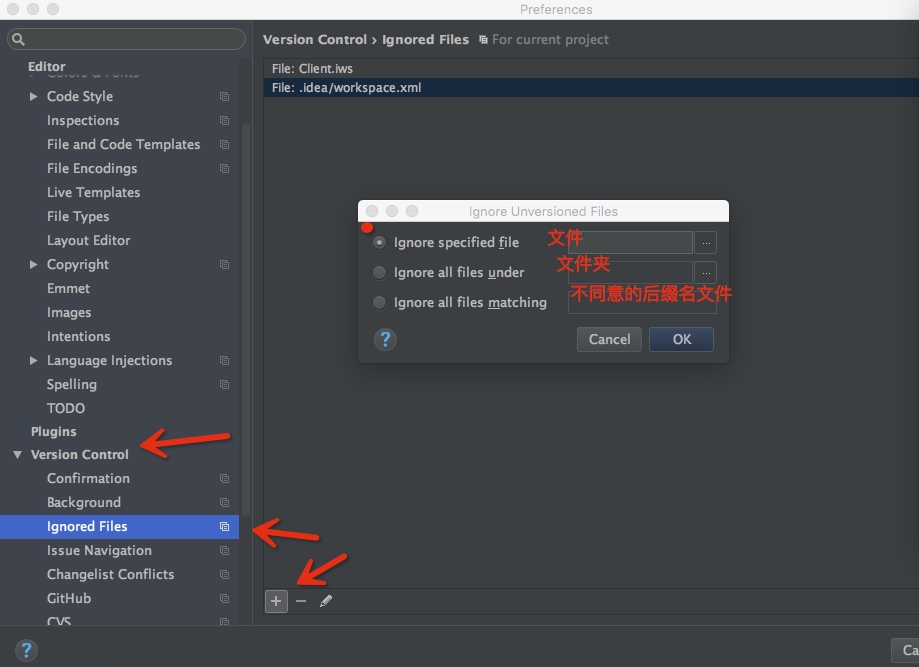 Preferences
Version Control › Ignored Files For current project
Editor
Colors & Fonts
Code Style
Inspections
File and Code Templates
File Encodings
Live Templates
File Types
Layout Editor
Copyright
Emmet
Images
Intentions
Language Injections
Spelling
TODO
Plugins
Version Control
Confirmation
Background
Ignored Files
Issue Navigation
Changelist Conflicts
GitHub
CVS
File: Client.iws
File: .idea/workspace.xml
Ignore Unversioned Files
Ignore specified file 文件 ...
Ignore all files under 文件夹 ...
Ignore all files matching 不同意的后缀名文件
? Cancel OK
+ −
? Ca